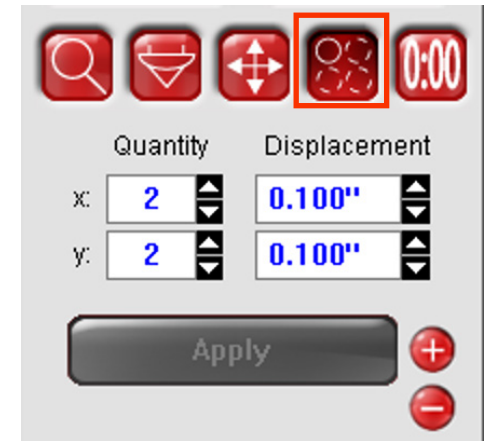 0:00
Quantity Displacement
x: 2 0.100"
y: 2 0.100"
Apply